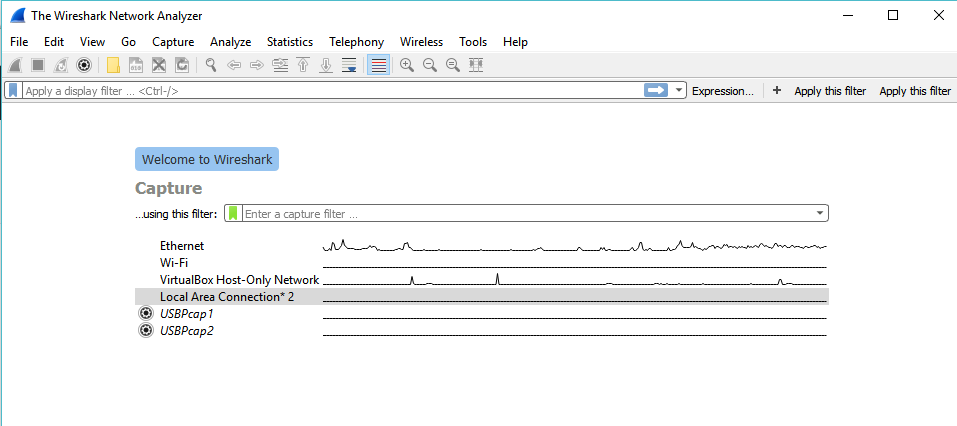 The Wireshark Network Analyzer
File Edit View Go Capture Analyze Statistics Telephony Wireless Tools Help
Apply a display filter ... <Ctrl-/> Expression... + Apply this filter Apply this filter
Welcome to Wireshark
Capture
...using this filter: Enter a capture filter ...
Ethernet
Wi-Fi
VirtualBox Host-Only Network
Local Area Connection* 2
USBPcap1
USBPcap2